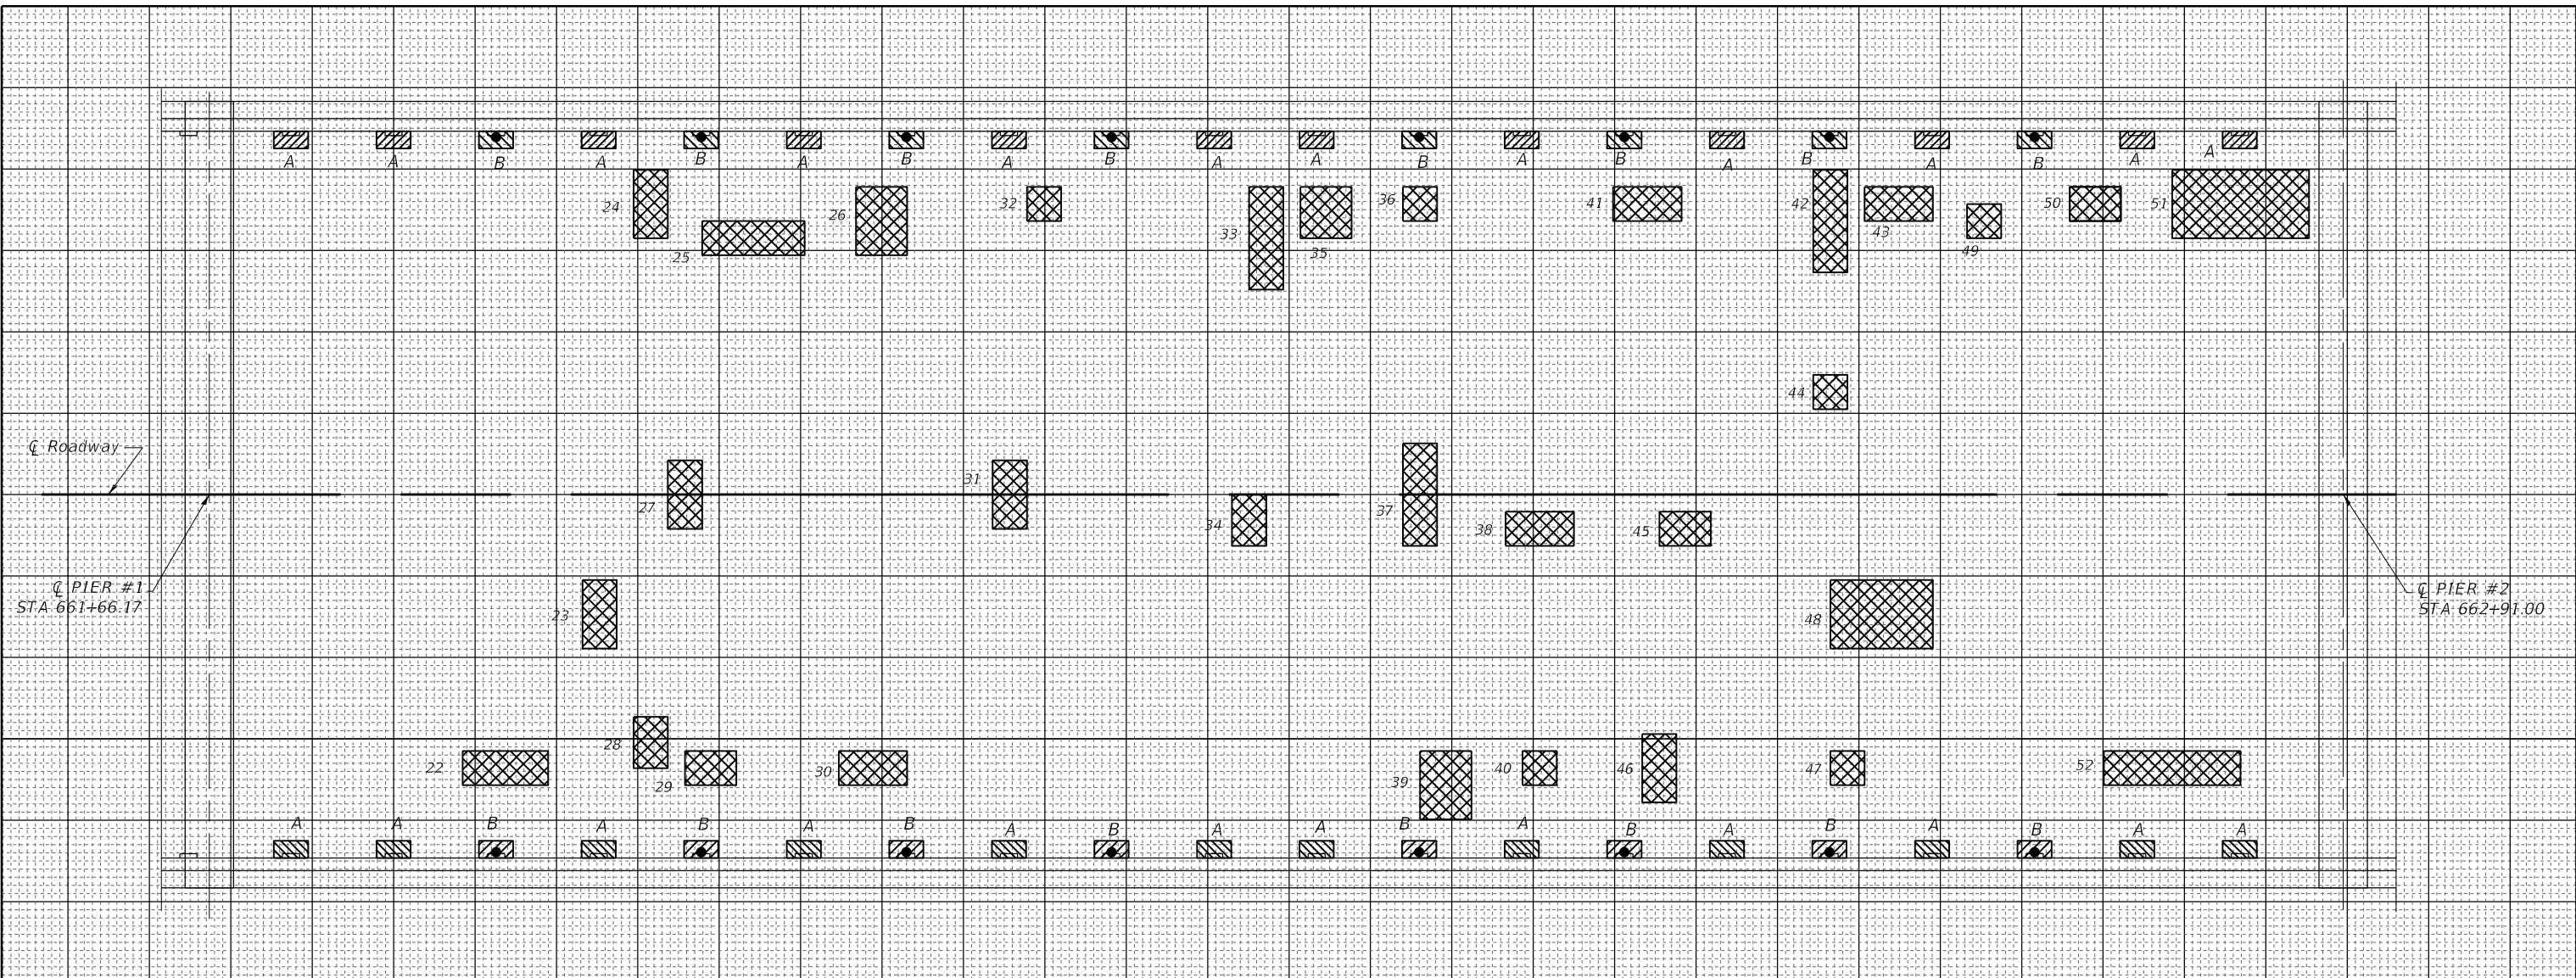 A A B A B A B A B A A B A B A B A B A A
24 25 26 32 33 35 36 41 42 43 49 50 51
44
℄ Roadway
27 31 34 37 38 45
℄ PIER #1
STA 661+66.17
℄ PIER #2
STA 662+91.00
23 48
22 28 29 30 39 40 46 47 52
A A B A B A B A B A A B A B A B A B A A